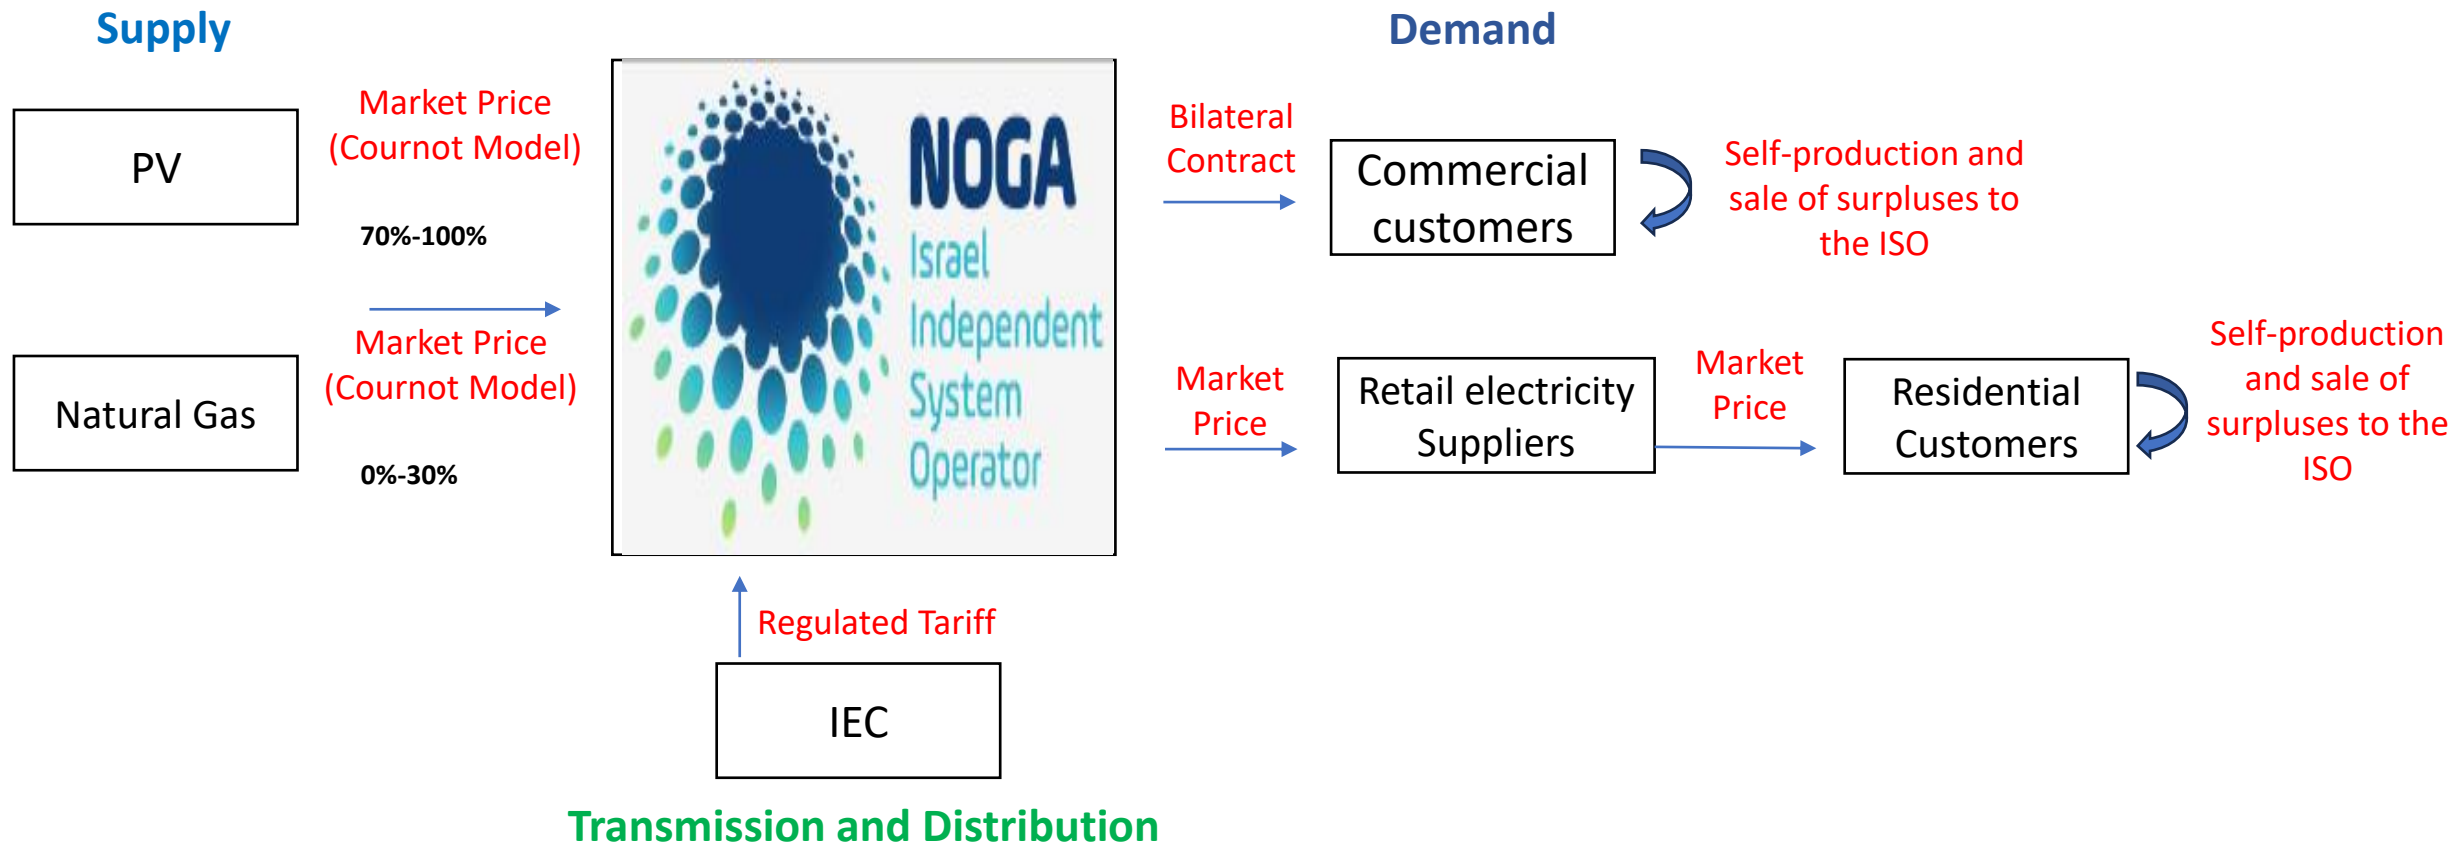 Supply
Demand
PV
Market Price
(Cournot Model)
70%-100%
Natural Gas
Market Price
(Cournot Model)
0%-30%
NOGA
Israel
Independent
System
Operator
Bilateral
Contract
Commercial
customers
Self-production and
sale of surpluses to
the ISO
Market
Price
Retail electricity
Suppliers
Market
Price
Residential
Customers
Self-production
and sale of
surpluses to the
ISO
Regulated Tariff
IEC
Transmission and Distribution